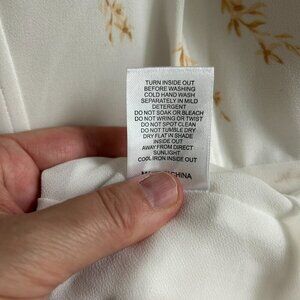 TURN INSIDE OUT
BEFORE WASHING
COLD HAND WASH
SEPARATELY IN MILD
DETERGENT
DO NOT SOAK OR BLEACH
DO NOT WRING OR TWIST
DO NOT SPOT CLEAN
DO NOT TUMBLE DRY
DRY FLAT IN SHADE
INSIDE OUT
AWAY FROM DIRECT
SUNLIGHT
COOL IRON INSIDE OUT
CHINA